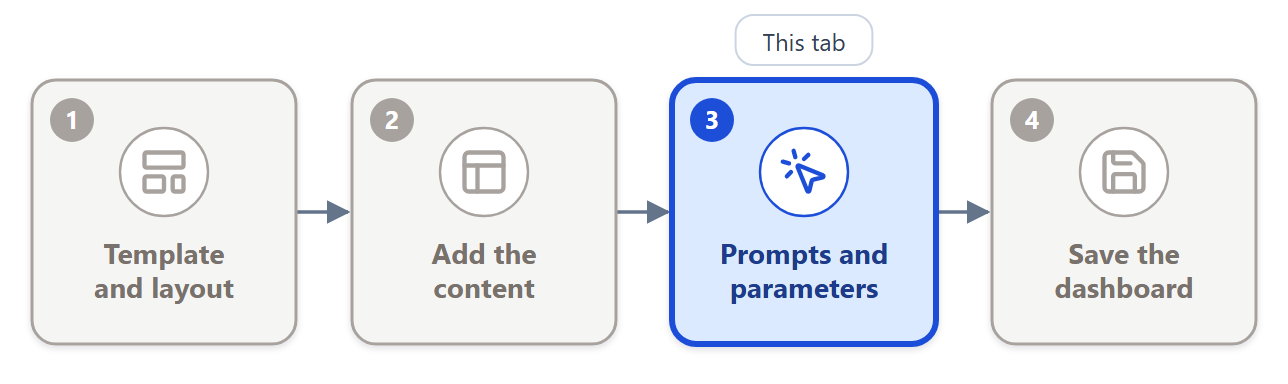 This tab
1
Template
and layout
2
Add the
content
3
Prompts and
parameters
4
Save the
dashboard